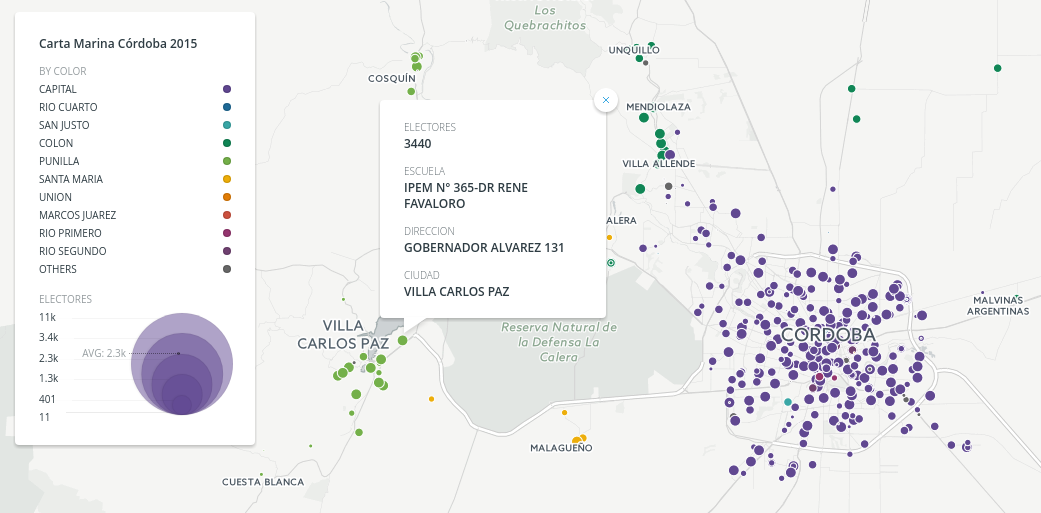 Carta Marina Córdoba 2015
BY COLOR
CAPITAL
RIO CUARTO
SAN JUSTO
COLON
PUNILLA
SANTA MARIA
UNION
MARCOS JUAREZ
RIO PRIMERO
RIO SEGUNDO
OTHERS
ELECTORES
11k
3.4k
AVG: 2.3k
2.3k
1.3k
401
11
Los
Quebrachitos
UNQUILLO
COSQUÍN
MENDIOLAZA
VILLA ALLENDE
ALERA
×
ELECTORES
3440
ESCUELA
IPEM Nº 365-DR RENE
FAVALORO
DIRECCION
GOBERNADOR ALVAREZ 131
CIUDAD
VILLA CARLOS PAZ
VILLA
CARLOS PAZ
Reserva Natural de
la Defensa La
Calera
CÓRDOBA
MALVINAS
ARGENTINAS
MALAGUEÑO
CUESTA BLANCA